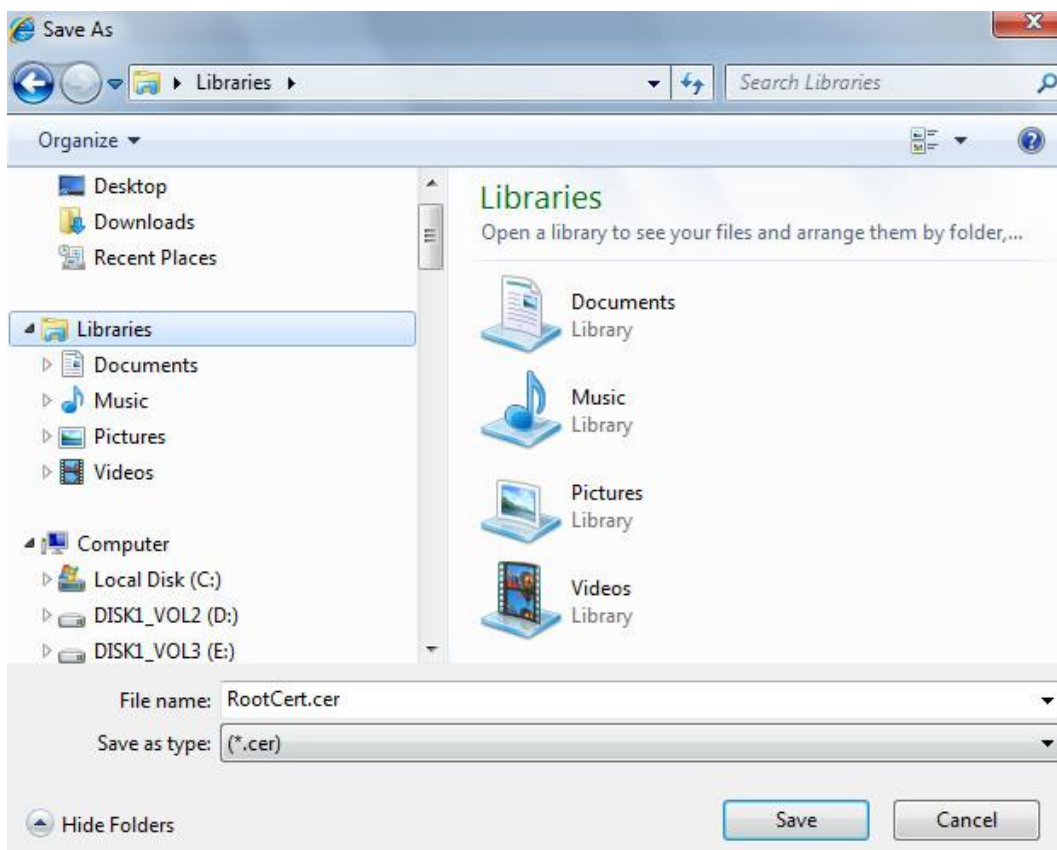 Save As
Libraries
Search Libraries
Organize
Desktop
Downloads
Recent Places
Libraries
Documents
Music
Pictures
Videos
Computer
Local Disk (C:)
DISK1_VOL2 (D:)
DISK1_VOL3 (E:)
Libraries
Open a library to see your files and arrange them by folder,...
Documents
Library
Music
Library
Pictures
Library
Videos
Library
File name: RootCert.cer
Save as type: (*.cer)
Hide Folders
Save
Cancel